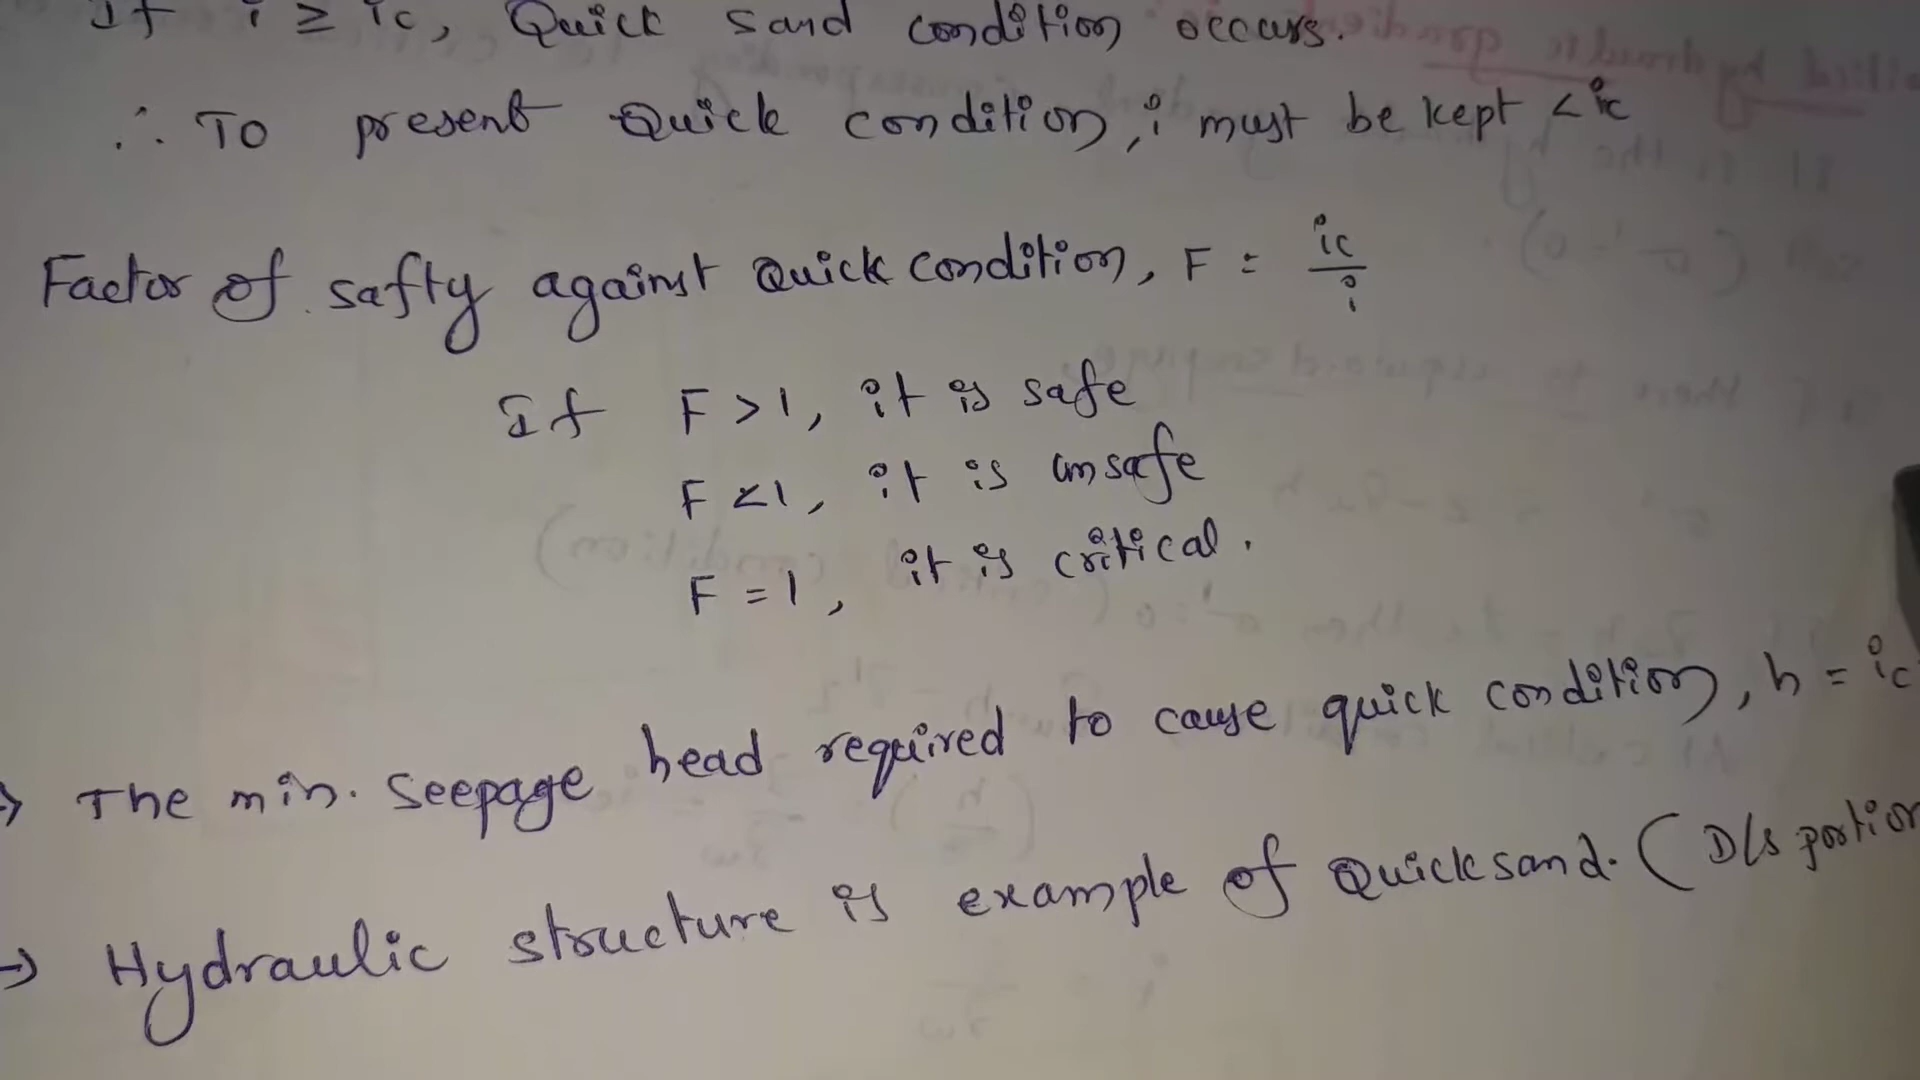 If i ≥ ic, Quick sand condition occurs.
∴ To present Quick condition, i must be kept < ic
Factor of safty against Quick condition, F = ic/i
If F > 1, it is safe
F < 1, it is unsafe
F = 1, it is critical.
→ The min. seepage head required to cause quick condition, h = ic
→ Hydraulic structure is example of Quicksand. (D/s portion